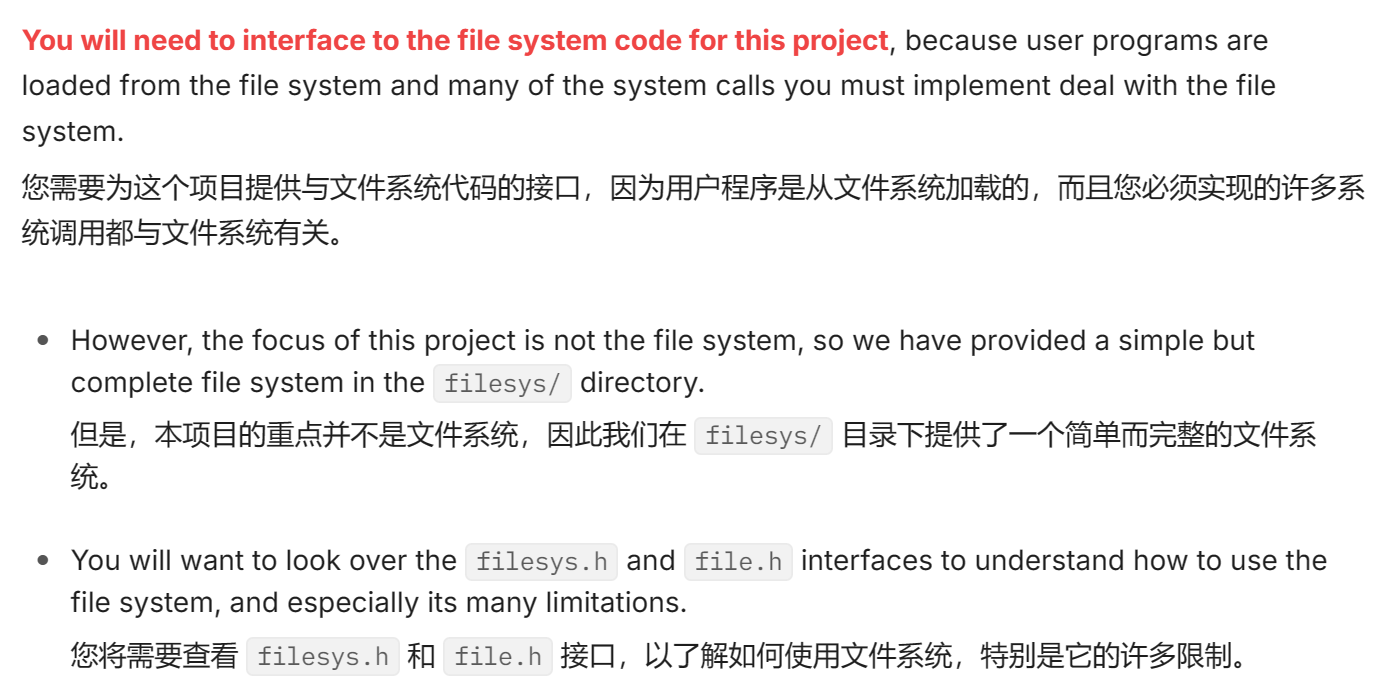 You will need to interface to the file system code for this project, because user programs are
loaded from the file system and many of the system calls you must implement deal with the file
system.
您需要为这个项目提供与文件系统代码的接口，因为用户程序是从文件系统加载的，而且您必须实现的许多系
统调用都与文件系统有关。
However, the focus of this project is not the file system, so we have provided a simple but
complete file system in the filesys/ directory.
但是，本项目的重点并不是文件系统，因此我们在 filesys/ 目录下提供了一个简单而完整的文件系
统。
You will want to look over the filesys.h and file.h interfaces to understand how to use the
file system, and especially its many limitations.
您将需要查看 filesys.h 和 file.h 接口，以了解如何使用文件系统，特别是它的许多限制。